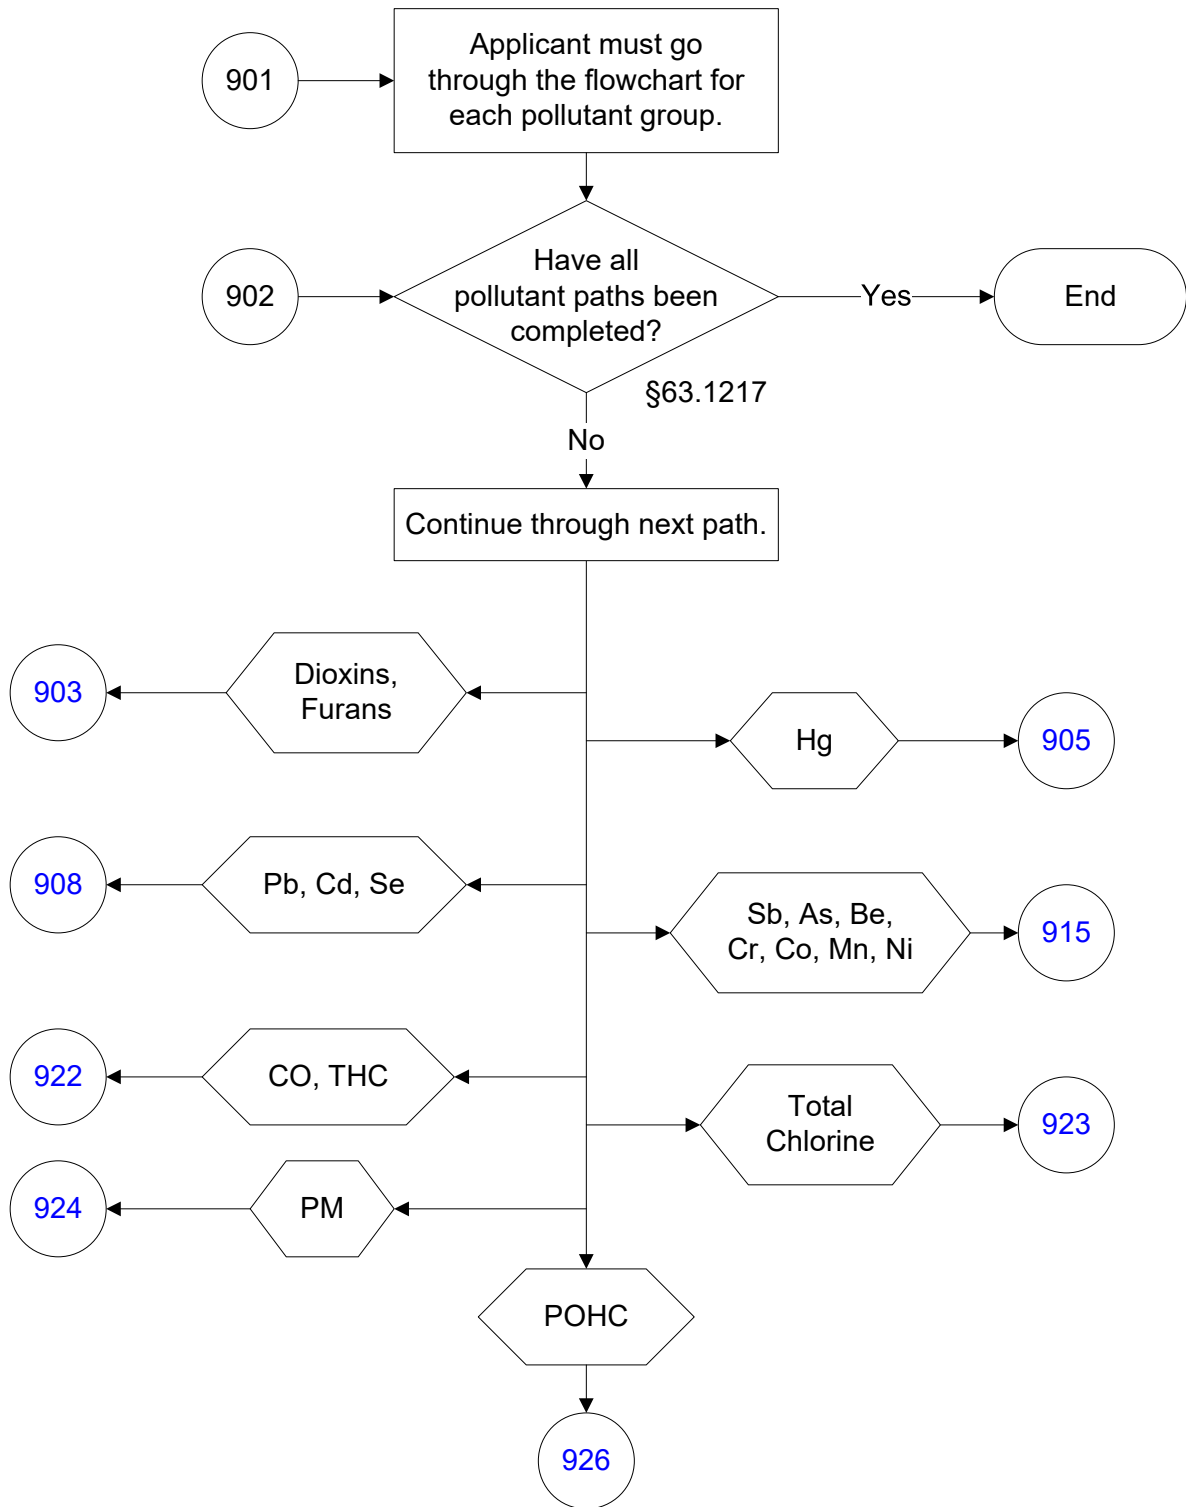 901
Applicant must go
through the flowchart for
each pollutant group.
902
Have all
pollutant paths been
completed?
Yes
End
§63.1217
No
Continue through next path.
903
Dioxins,
Furans
Hg
905
908
Pb, Cd, Se
Sb, As, Be,
Cr, Co, Mn, Ni
915
922
CO, THC
Total
Chlorine
923
924
PM
POHC
926